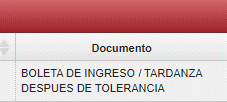 Documento
BOLETA DE INGRESO / TARDANZA
DESPUES DE TOLERANCIA